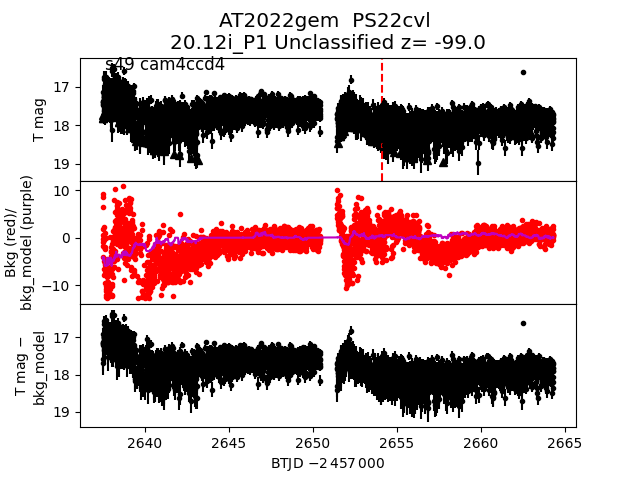 AT2022gem PS22cvl
20.12i_P1 Unclassified z= -99.0
s49 cam4ccd4
17
18
19
T mag
10
0
−10
Bkg (red)/
bkg_model (purple)
17
18
19
T mag −
bkg_model
2640 2645 2650 2655 2660 2665
BTJD −2 457 000